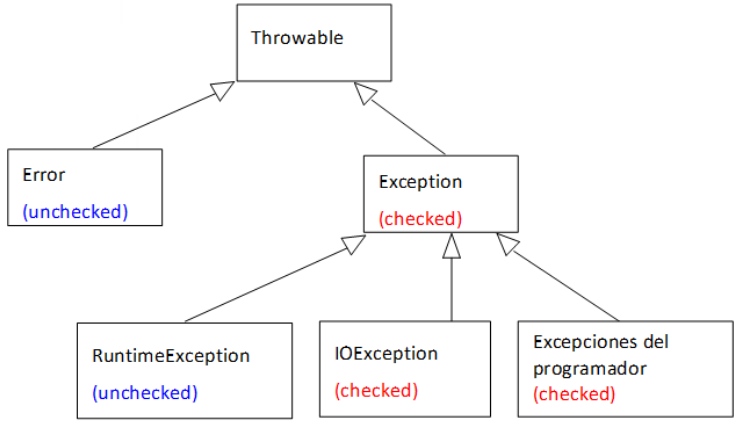 Throwable
Error
(unchecked)
Exception
(checked)
RuntimeException
(unchecked)
IOException
(checked)
Excepciones del
programador
(checked)